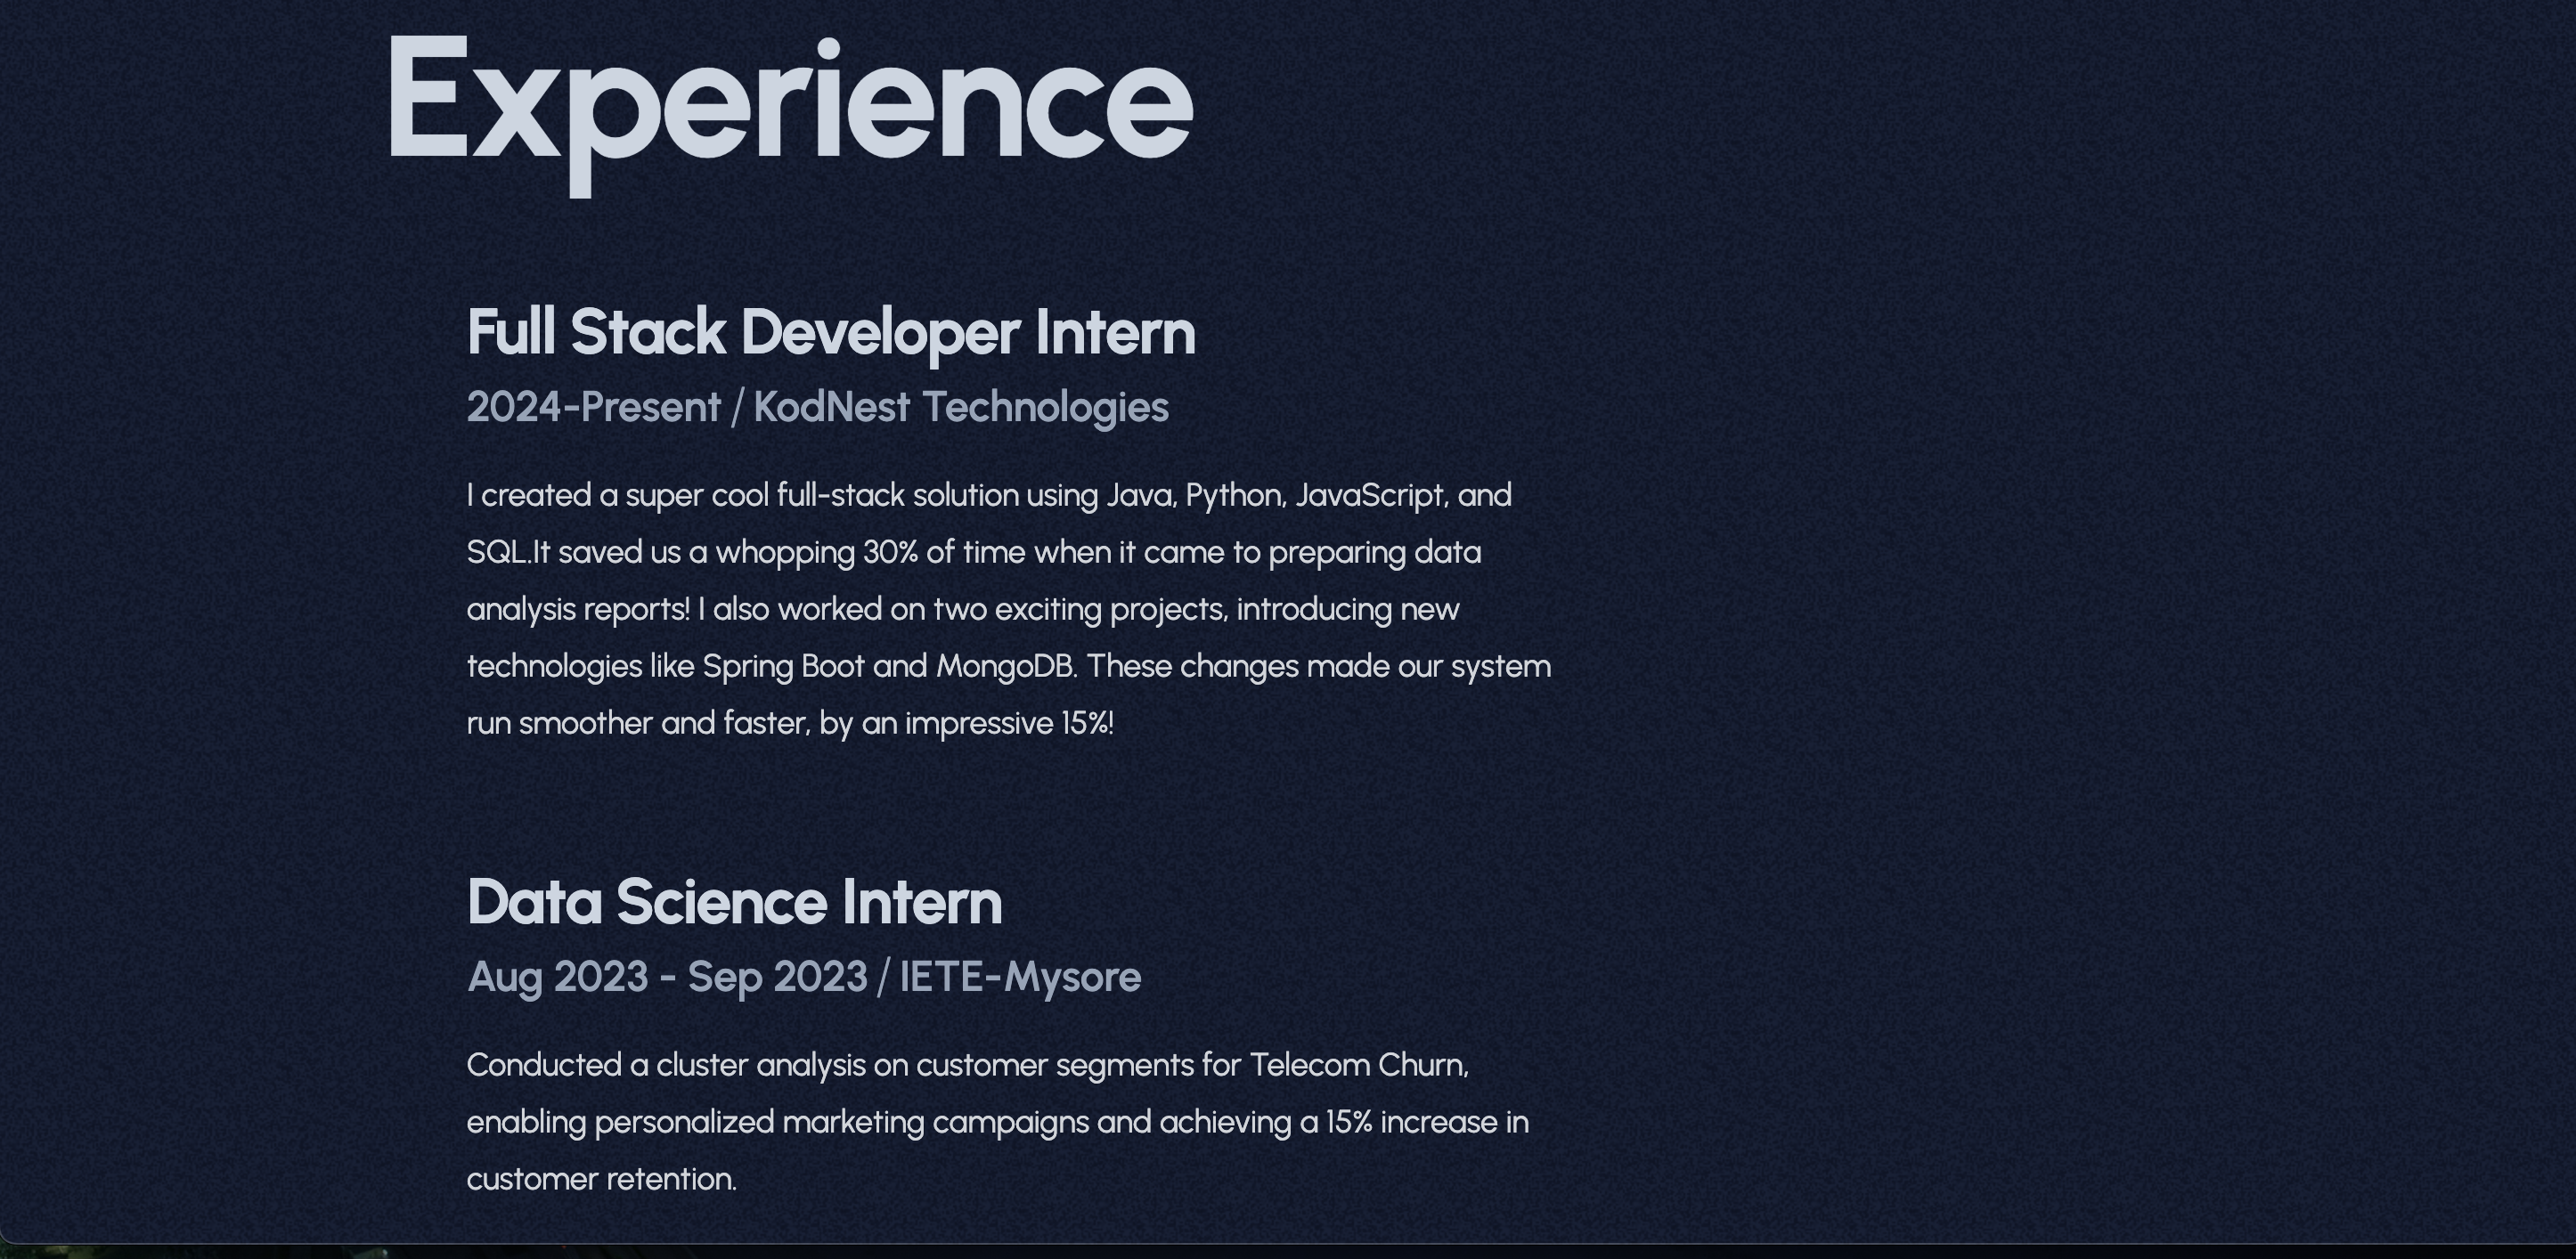 Experience
Full Stack Developer Intern
2024-Present / KodNest Technologies
I created a super cool full-stack solution using Java, Python, JavaScript, and
SQL.It saved us a whopping 30% of time when it came to preparing data
analysis reports! I also worked on two exciting projects, introducing new
technologies like Spring Boot and MongoDB. These changes made our system
run smoother and faster, by an impressive 15%!
Data Science Intern
Aug 2023 - Sep 2023 / IETE-Mysore
Conducted a cluster analysis on customer segments for Telecom Churn,
enabling personalized marketing campaigns and achieving a 15% increase in
customer retention.